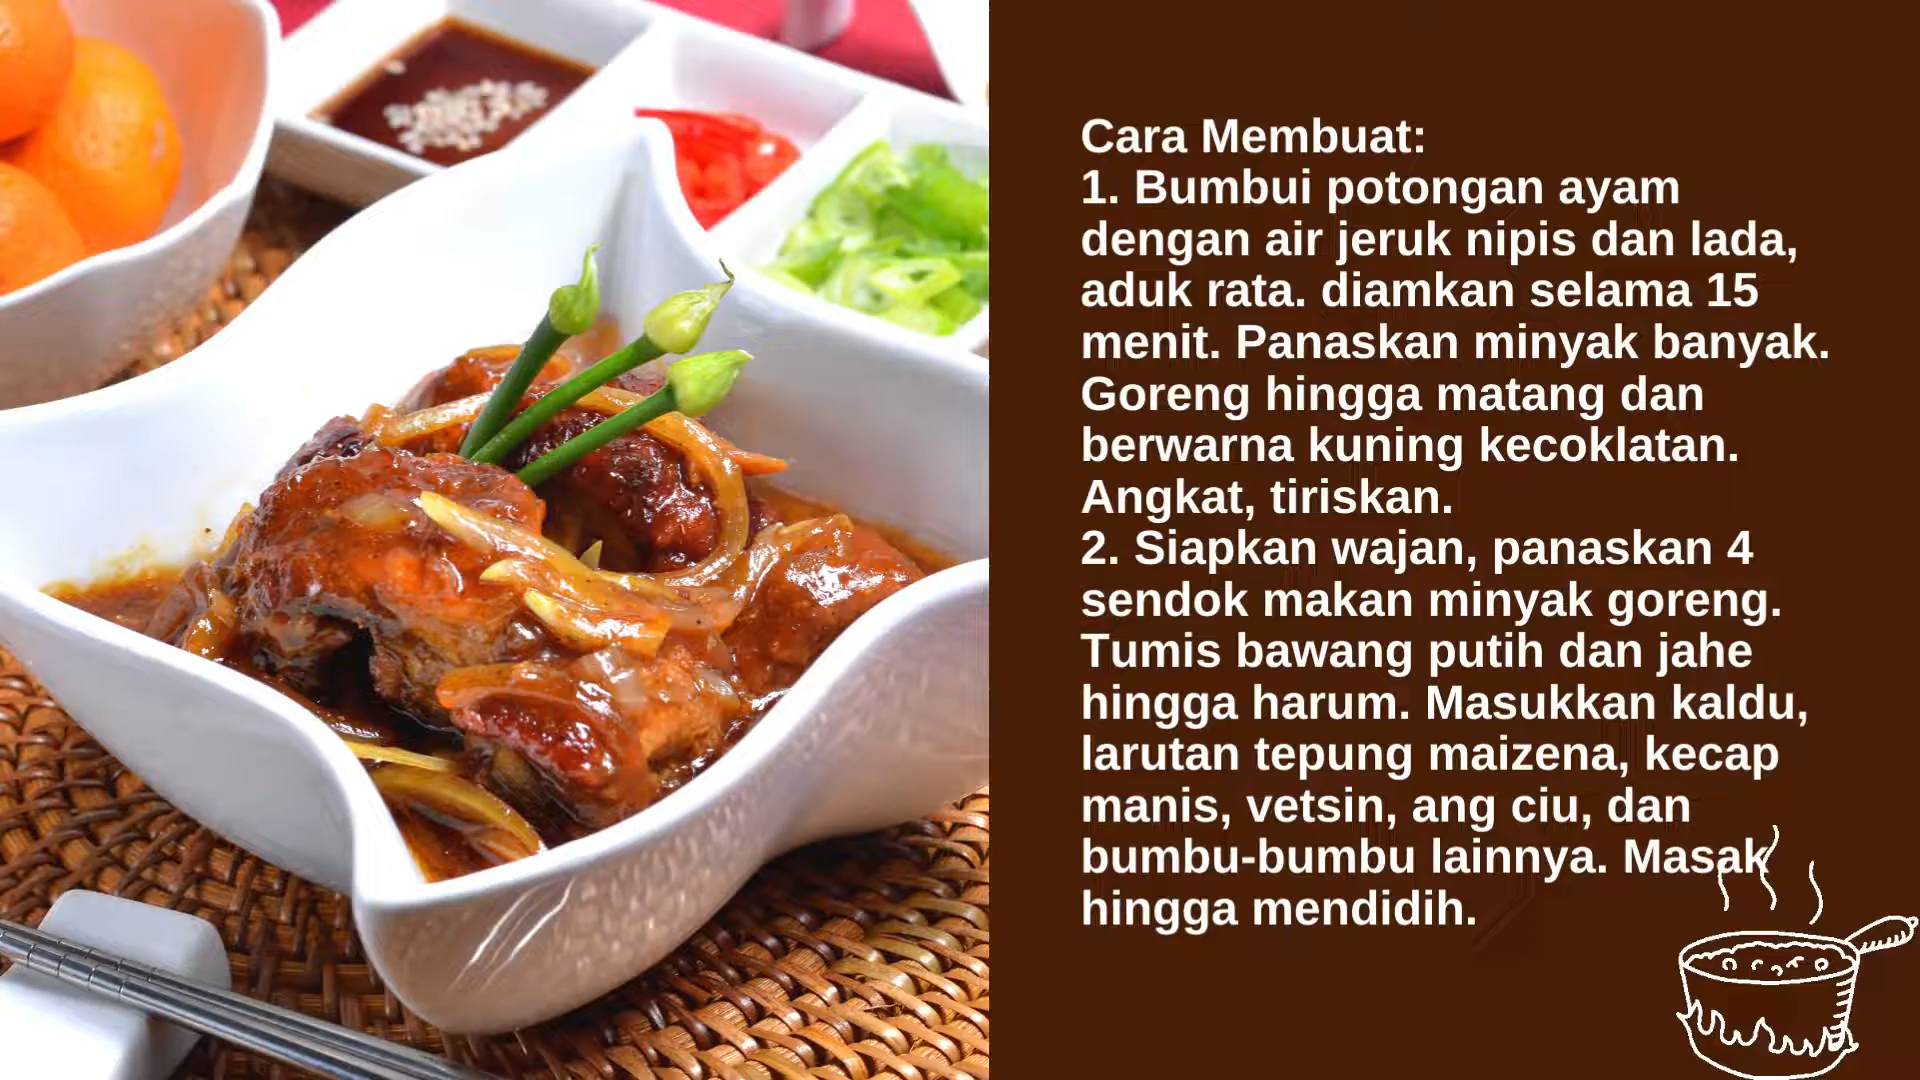 Cara Membuat:
1. Bumbui potongan ayam
dengan air jeruk nipis dan lada,
aduk rata. diamkan selama 15
menit. Panaskan minyak banyak.
Goreng hingga matang dan
berwarna kuning kecoklatan.
Angkat, tiriskan.
2. Siapkan wajan, panaskan 4
sendok makan minyak goreng.
Tumis bawang putih dan jahe
hingga harum. Masukkan kaldu,
larutan tepung maizena, kecap
manis, vetsin, ang ciu, dan
bumbu-bumbu lainnya. Masak
hingga mendidih.